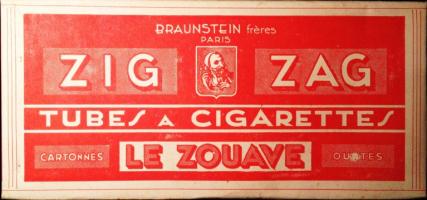 BRAUNSTEIN frères
PARIS
ZIG ZAG
TUBES A CIGARETTES
CARTONNES LE ZOUAVE OUATES